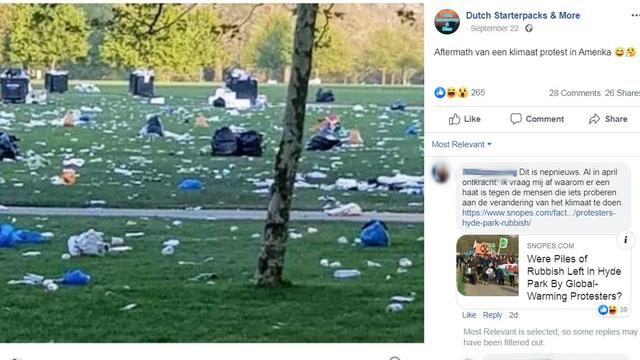 Dutch Starterpacks & More
September 22
Aftermath van een klimaat protest in Amerika 😄🤔
265
28 Comments 26 Shares
Like Comment Share
Most Relevant
Dit is nepnieuws. Al in april
ontkracht. Ik vraag mij af waarom er een
haat is tegen de mensen die iets proberen
aan de verandering van het klimaat te doen.
https://www.snopes.com/fact.../protesters-
hyde-park-rubbish/
SNOPES.COM
Were Piles of
Rubbish Left in Hyde
Park By Global-
Warming Protesters?
39
Like · Reply · 2d
Most Relevant is selected, so some replies may
have been filtered out.